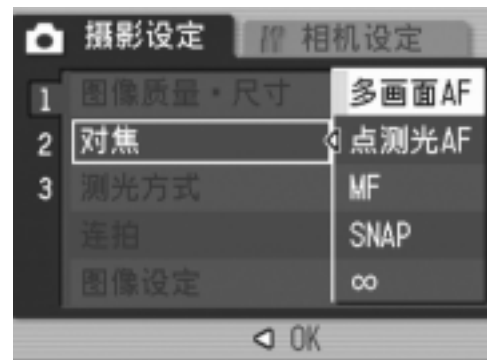 摄影设定 相机设定
1 图像质量·尺寸 多画面AF
2 对焦 点测光AF
3 测光方式 MF
连拍 SNAP
图像设定 ∞
OK